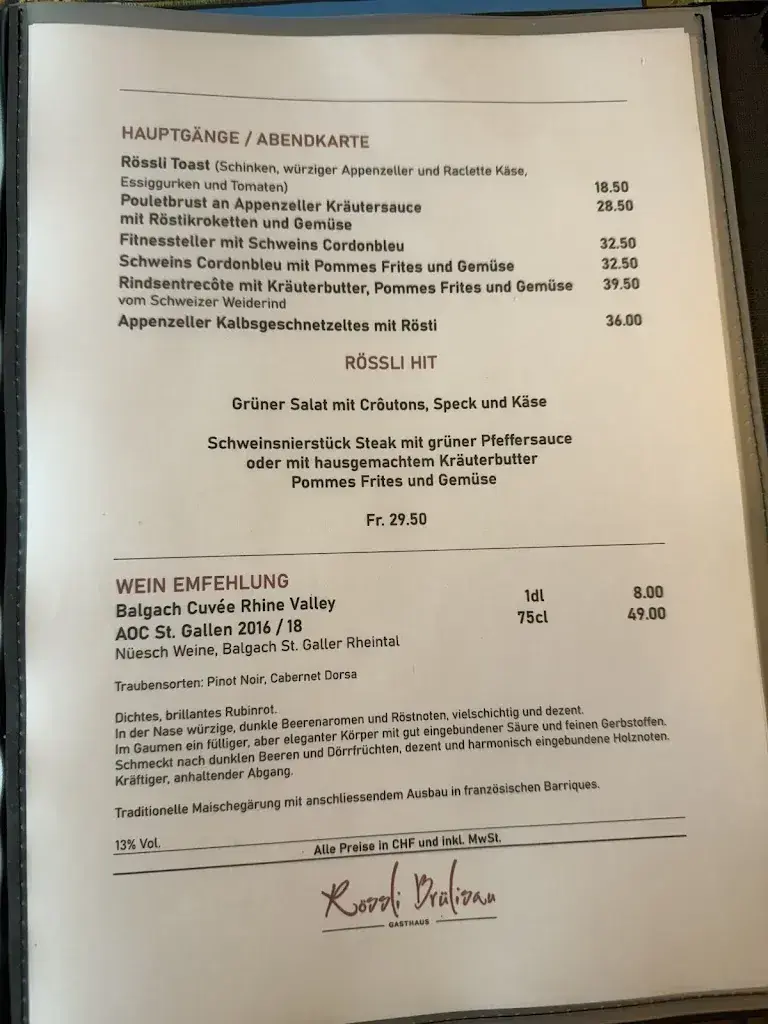 HAUPTGÄNGE / ABENDKARTE
Rössli Toast (Schinken, würziger Appenzeller und Raclette Käse,
Essiggurken und Tomaten) 18.50
Pouletbrust an Appenzeller Kräutersauce 28.50
mit Röstikroketten und Gemüse
Fitnessteller mit Schweins Cordonbleu 32.50
Schweins Cordonbleu mit Pommes Frites und Gemüse 32.50
Rindsentrecôte mit Kräuterbutter, Pommes Frites und Gemüse 39.50
vom Schweizer Weiderind
Appenzeller Kalbsgeschnetzeltes mit Rösti 36.00
RÖSSLI HIT
Grüner Salat mit Crôutons, Speck und Käse
Schweinsnierstück Steak mit grüner Pfeffersauce
oder mit hausgemachtem Kräuterbutter
Pommes Frites und Gemüse
Fr. 29.50
WEIN EMFEHLUNG
Balgach Cuvée Rhine Valley 1dl 8.00
AOC St. Gallen 2016 / 18 75cl 49.00
Nüesch Weine, Balgach St. Galler Rheintal
Traubensorten: Pinot Noir, Cabernet Dorsa
Dichtes, brillantes Rubinrot.
In der Nase würzige, dunkle Beerenaromen und Röstnoten, vielschichtig und dezent.
Im Gaumen ein fülliger, aber eleganter Körper mit gut eingebundener Säure und feinen Gerbstoffen.
Schmeckt nach dunklen Beeren und Dörrfrüchten, dezent und harmonisch eingebundene Holznoten.
Kräftiger, anhaltender Abgang.
Traditionelle Maischegärung mit anschliessendem Ausbau in französischen Barriques.
13% Vol.
Alle Preise in CHF und inkl. MwSt.
Rössli Brülisau
GASTHAUS